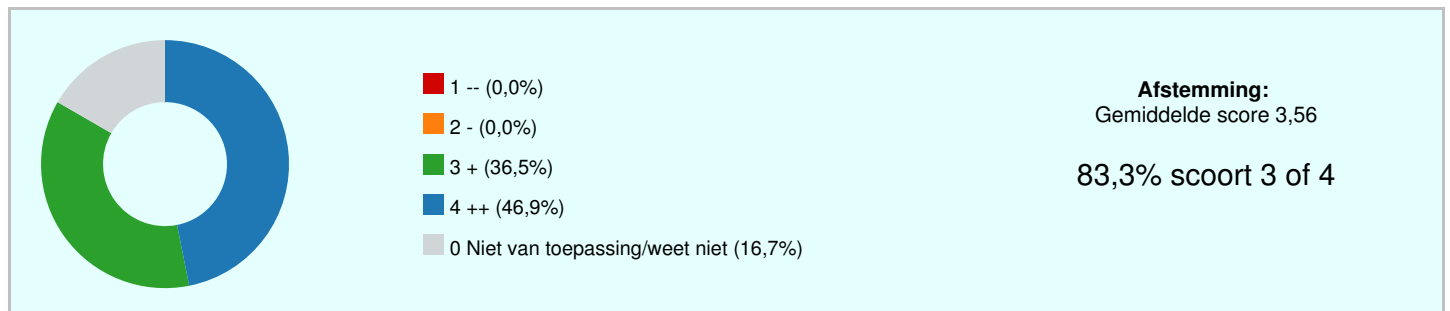 1 -- (0,0%)
2 - (0,0%)
3 + (36,5%)
4 ++ (46,9%)
0 Niet van toepassing/weet niet (16,7%)
Afstemming:
Gemiddelde score 3,56
83,3% scoort 3 of 4